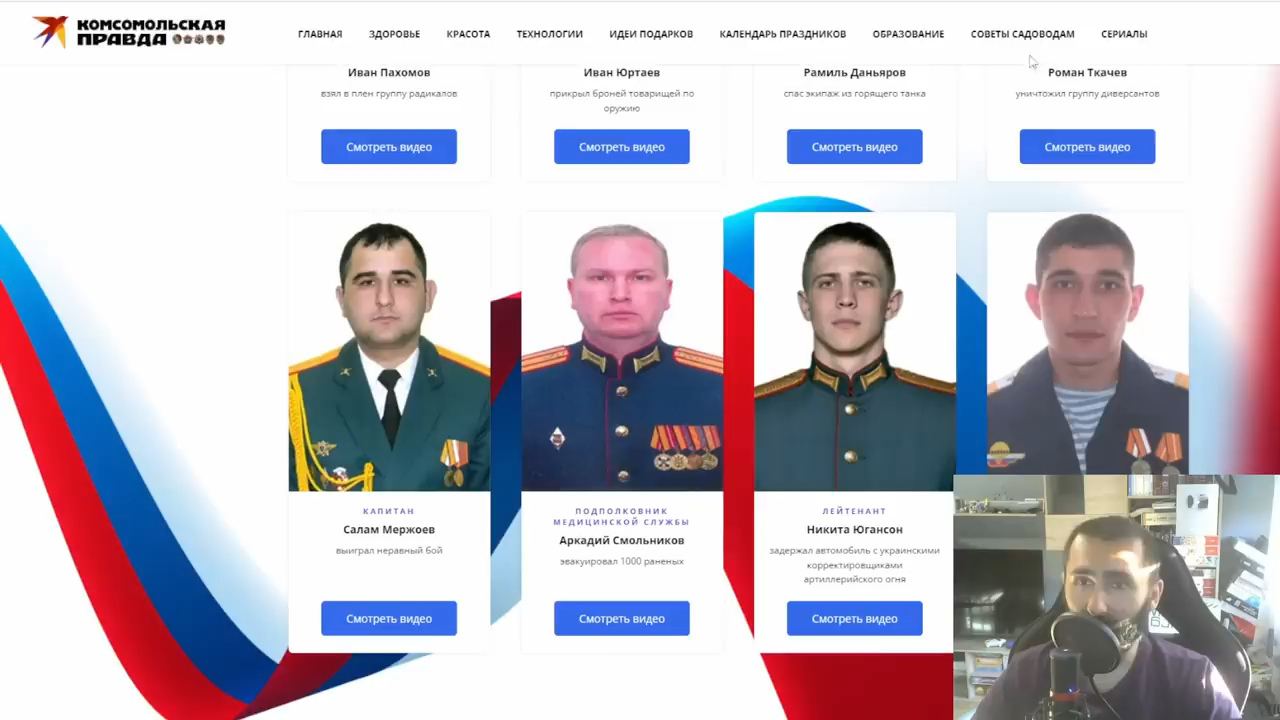 КОМСОМОЛЬСКАЯ
ПРАВДА
ГЛАВНАЯ
ЗДОРОВЬЕ
КРАСОТА
ТЕХНОЛОГИИ
ИДЕИ ПОДАРКОВ
КАЛЕНДАРЬ ПРАЗДНИКОВ
ОБРАЗОВАНИЕ
СОВЕТЫ САДОВОДАМ
СЕРИАЛЫ
Иван Пахомов
взял в плен группу радикалов
Смотреть видео
Иван Юртаев
прикрыл броней товарищей по
оружию
Смотреть видео
Рамиль Даньяров
спас экипаж из горящего танка
Смотреть видео
Роман Ткачев
уничтожил группу диверсантов
Смотреть видео
КАПИТАН
Салам Мержоев
выиграл неравный бой
Смотреть видео
ПОДПОЛКОВНИК
МЕДИЦИНСКОЙ СЛУЖБЫ
Аркадий Смольников
эвакуировал 1000 раненых
Смотреть видео
ЛЕЙТЕНАНТ
Никита Югансон
задержал автомобиль с украинскими
корректировщиками
артиллерийского огня
Смотреть видео